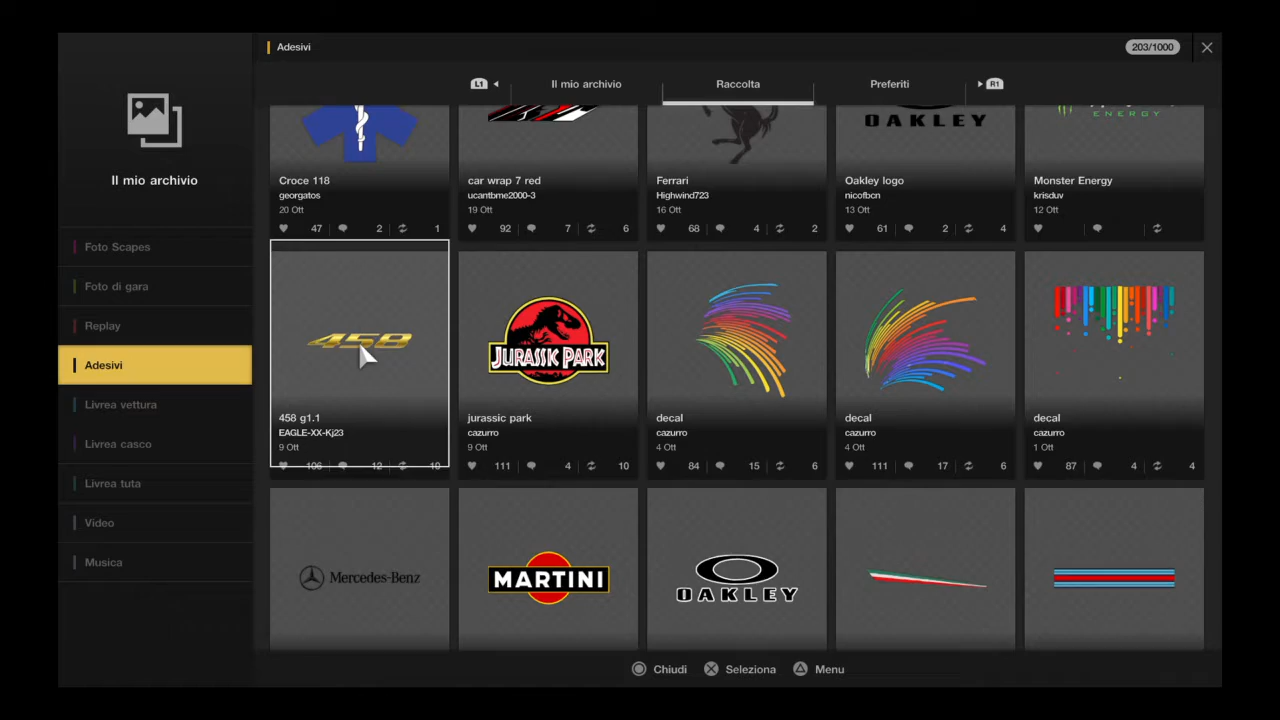 Adesivi
203/1000
L1
Il mio archivio
Raccolta
Preferiti
R1
Il mio archivio
Foto Scapes
Foto di gara
Replay
Adesivi
Livrea vettura
Livrea casco
Livrea tuta
Video
Musica
OAKLEY
ENERGY
Croce 118
georgatos
20 Ott
47 2 1
car wrap 7 red
ucantbme2000-3
19 Ott
92 7 6
Ferrari
Highwind723
16 Ott
68 4 2
Oakley logo
nicofbcn
13 Ott
61 2 4
Monster Energy
krisduv
12 Ott
458
458 g1.1
EAGLE-XX-Kj23
9 Ott
106 12 10
JURASSIC PARK
jurassic park
cazurro
9 Ott
111 4 10
decal
cazurro
4 Ott
84 15 6
decal
cazurro
4 Ott
111 17 6
decal
cazurro
1 Ott
87 4 4
Mercedes-Benz
MARTINI
OAKLEY
Chiudi
Seleziona
Menu